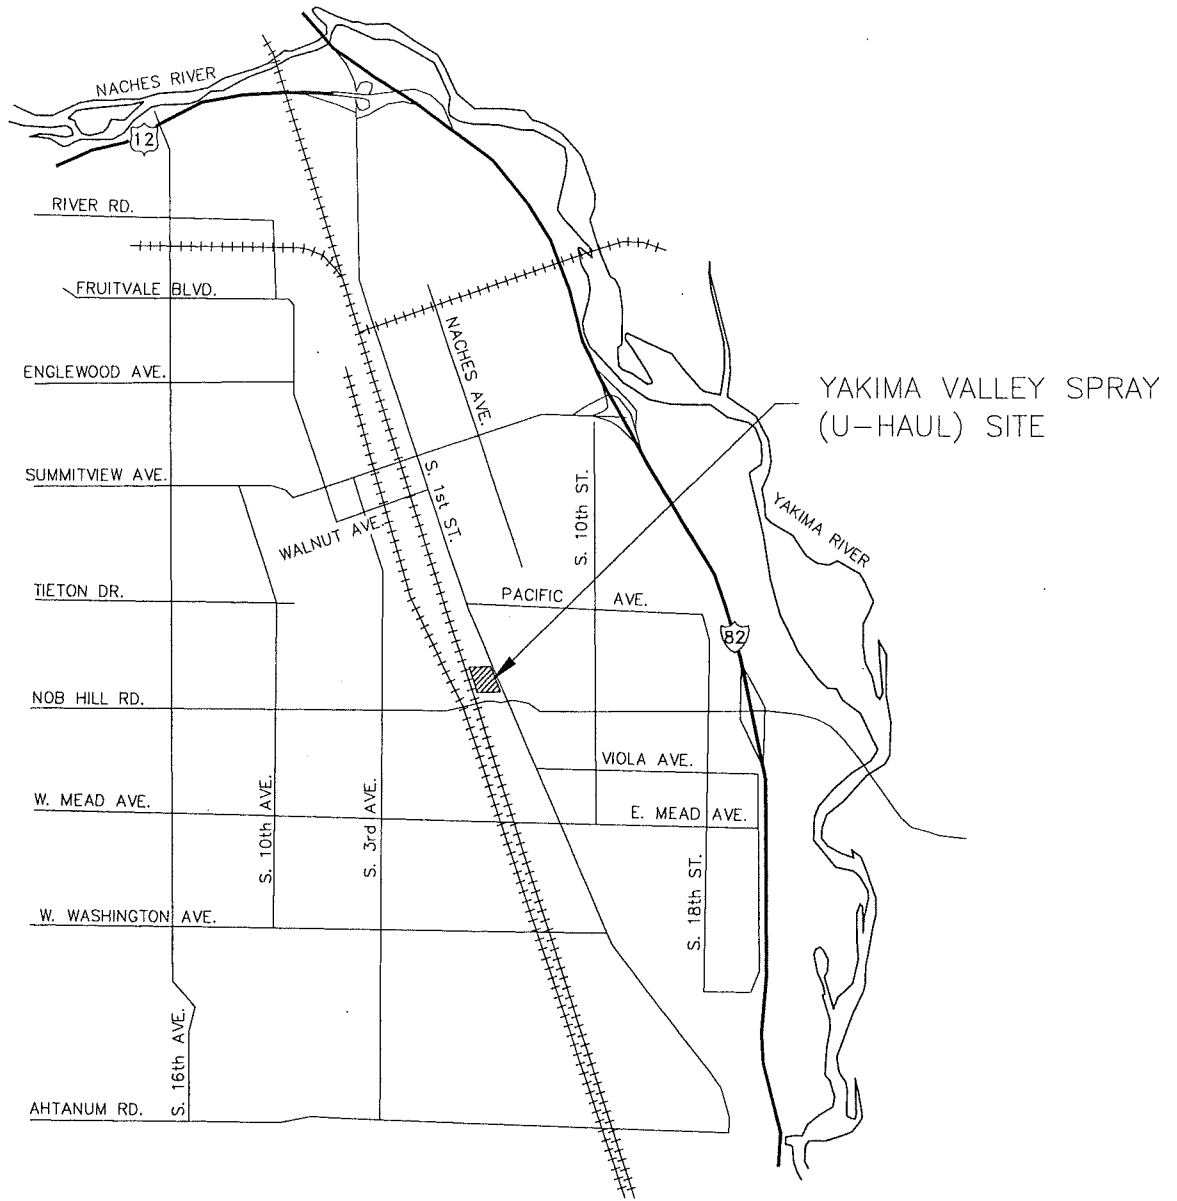 NACHES RIVER
12
RIVER RD.
FRUITVALE BLVD.
NACHES AVE.
ENGLEWOOD AVE.
YAKIMA VALLEY SPRAY
(U-HAUL) SITE
SUMMITVIEW AVE.
S. 1st ST.
S. 10th ST.
YAKIMA RIVER
WALNUT AVE.
TIETON DR.
PACIFIC AVE.
82
NOB HILL RD.
VIOLA AVE.
W. MEAD AVE.
S. 10th AVE.
S. 3rd AVE.
E. MEAD AVE.
S. 18th ST.
W. WASHINGTON AVE.
S. 16th AVE.
AHTANUM RD.